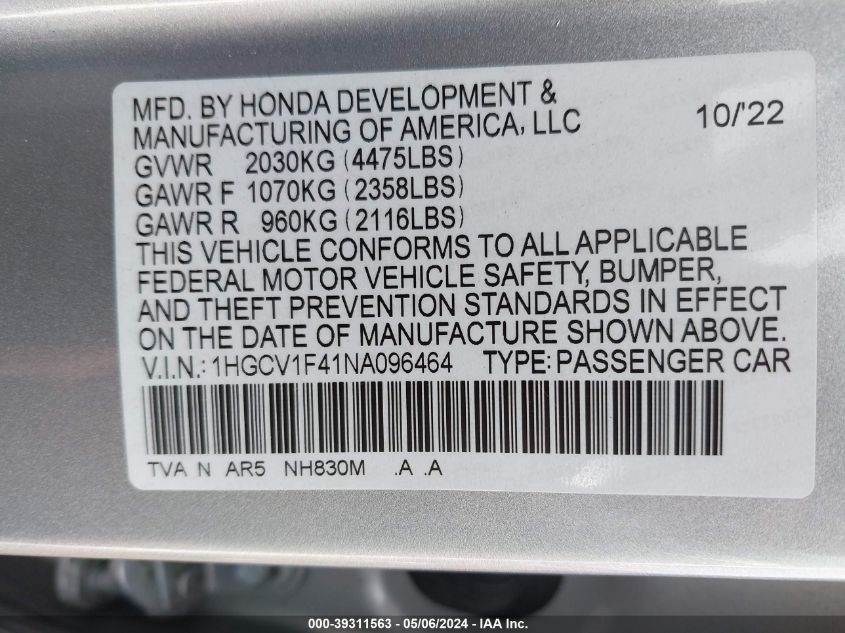 MFD. BY HONDA DEVELOPMENT &
MANUFACTURING OF AMERICA, LLC 10/'22
GVWR 2030KG (4475LBS)
GAWR F 1070KG (2358LBS)
GAWR R 960KG (2116LBS)
THIS VEHICLE CONFORMS TO ALL APPLICABLE
FEDERAL MOTOR VEHICLE SAFETY, BUMPER,
AND THEFT PREVENTION STANDARDS IN EFFECT
ON THE DATE OF MANUFACTURE SHOWN ABOVE.
V.I.N.: 1HGCV1F41NA096464 TYPE: PASSENGER CAR
TVA N AR5 NH830M .A .A
000-39311563 - 05/06/2024 - IAA Inc.